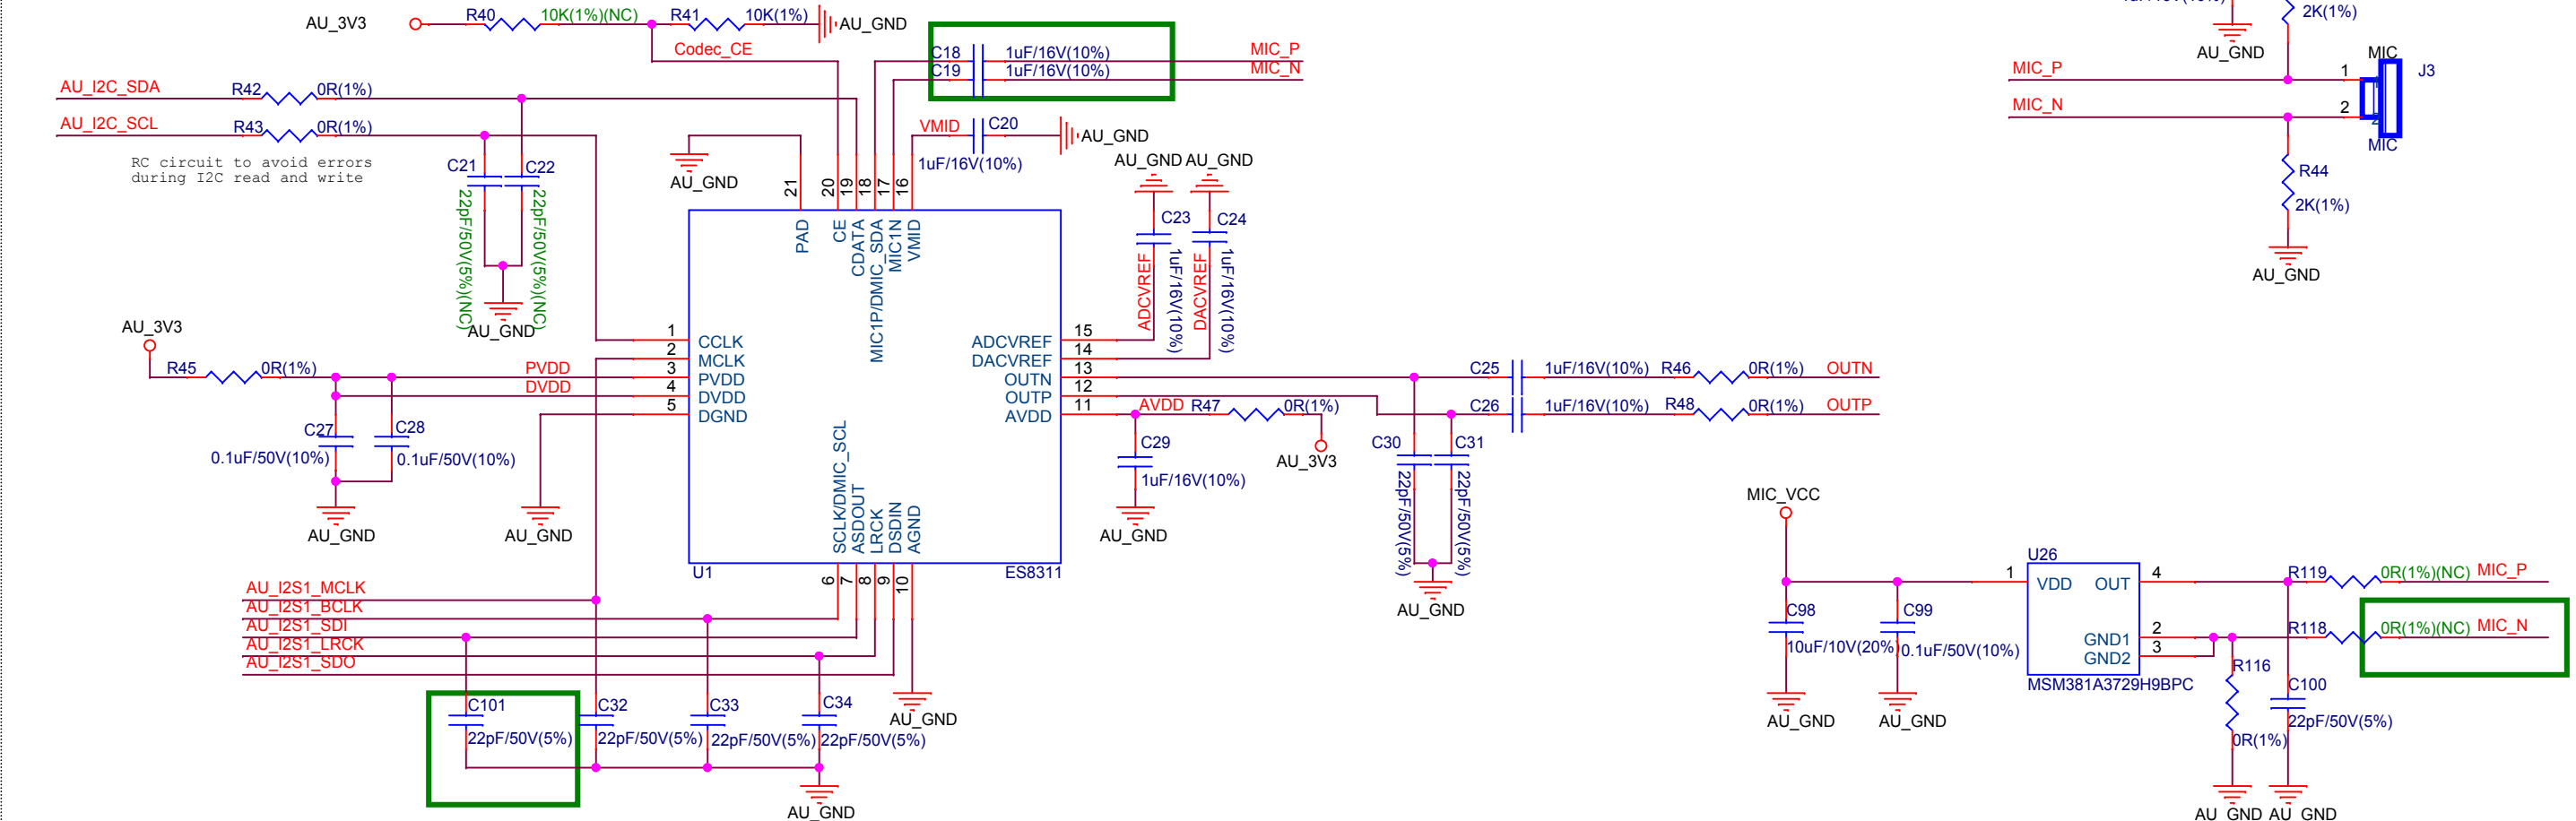 AU_3V3
R40
10K(1%)(NC)
R41
10K(1%)
AU_GND
Codec_CE
C18
1uF/16V(10%)
MIC_P
C19
1uF/16V(10%)
MIC_N
AU_I2C_SDA
R42
0R(1%)
AU_I2C_SCL
R43
0R(1%)
RC circuit to avoid errors
during I2C read and write
C21
C22
22pF/50V(5%)(NC)
22pF/50V(5%)(NC)
AU_GND
AU_GND
VMID
C20
1uF/16V(10%)
AU_GND
AU_GND
AU_GND
C23
C24
ADCVREF
1uF/16V(10%)
DACVREF
1uF/16V(10%)
21
20
19
18
17
16
PAD
CE
CDATA
MIC1P/DMIC_SDA
MIC1N
VMID
AU_3V3
R45
0R(1%)
PVDD
DVDD
1
2
3
4
5
CCLK
MCLK
PVDD
DVDD
DGND
ADCVREF
DACVREF
OUTN
OUTP
AVDD
15
14
13
12
11
C27
0.1uF/50V(10%)
C28
0.1uF/50V(10%)
AU_GND
AU_GND
AVDD
R47
0R(1%)
AU_3V3
C29
1uF/16V(10%)
AU_GND
C25
1uF/16V(10%)
R46
0R(1%)
OUTN
C26
1uF/16V(10%)
R48
0R(1%)
OUTP
C30
C31
22pF/50V(5%)
22pF/50V(5%)
AU_GND
SCLK/DMIC_SCL
ASDOUT
LRCK
DSDIN
AGND
U1
ES8311
6
7
8
9
10
AU_I2S1_MCLK
AU_I2S1_BCLK
AU_I2S1_SDI
AU_I2S1_LRCK
AU_I2S1_SDO
C101
22pF/50V(5%)
C32
22pF/50V(5%)
C33
22pF/50V(5%)
C34
22pF/50V(5%)
AU_GND
AU_GND
2K(1%)
AU_GND
MIC
MIC_P
1
J3
MIC_N
2
MIC
R44
2K(1%)
AU_GND
MIC_VCC
U26
1
VDD
OUT
4
GND1
2
GND2
3
MSM381A3729H9BPC
C98
10uF/10V(20%)
C99
0.1uF/50V(10%)
AU_GND
AU_GND
R119
0R(1%)(NC)
MIC_P
R118
0R(1%)(NC)
MIC_N
R116
0R(1%)
C100
22pF/50V(5%)
AU_GND
AU_GND